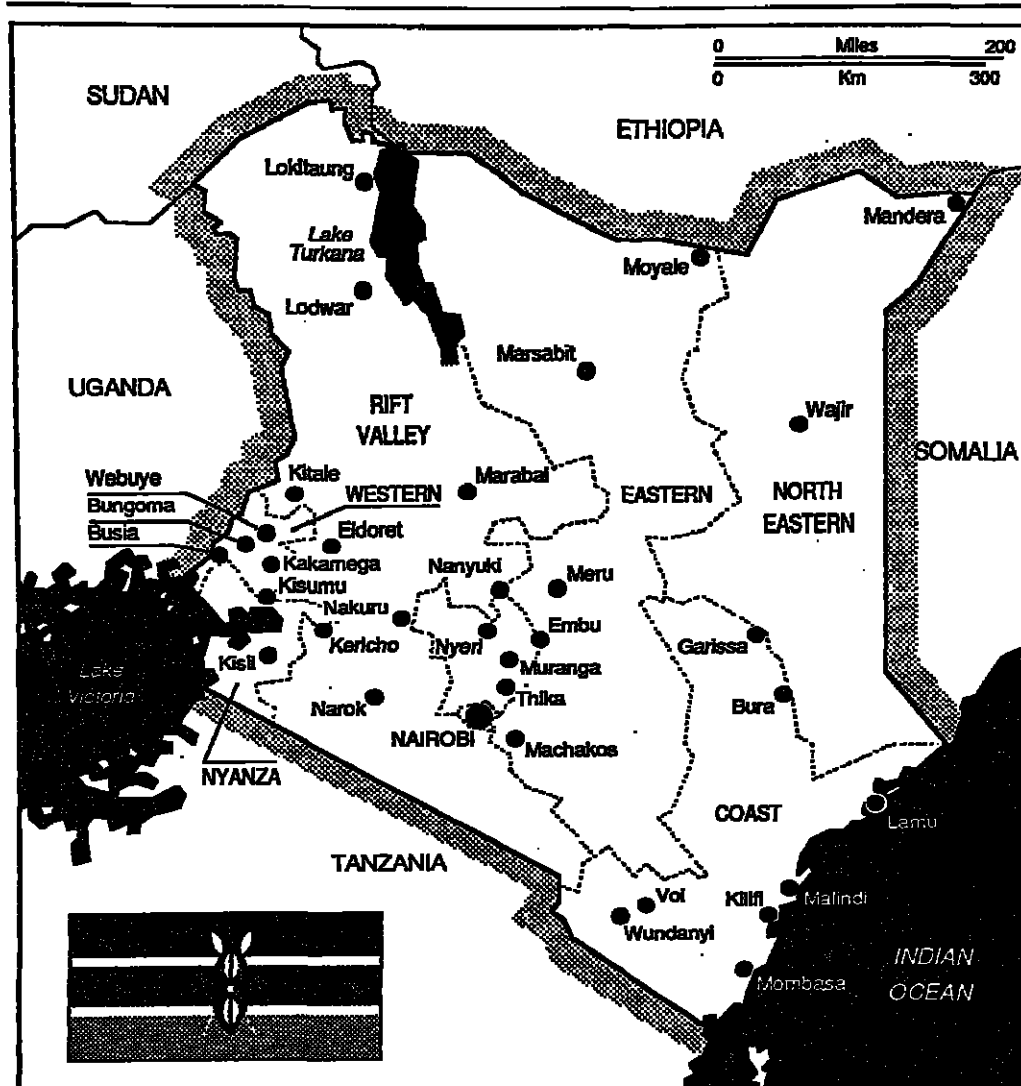 0 Miles 200
0 Km 300
SUDAN
ETHIOPIA
Lokitaung
Mandera
Lake
Turkana
Moyale
Lodwar
Marsabit
UGANDA
RIFT
VALLEY
Wajir
SOMALIA
Kitale
Marabal
Webuye
WESTERN
EASTERN
NORTH
EASTERN
Bungoma
Eldoret
Busia
Kakamega
Nanyuki
Meru
Kisumu
Nakuru
Embu
Kericho
Nyeri
Garissa
Kisii
Muranga
Lake
Victoria
Thika
Narok
Bura
NAIROBI
Machakos
NYANZA
COAST
Lamu
TANZANIA
Voi
Kilifi
Malindi
Wundanyi
INDIAN
OCEAN
Mombasa